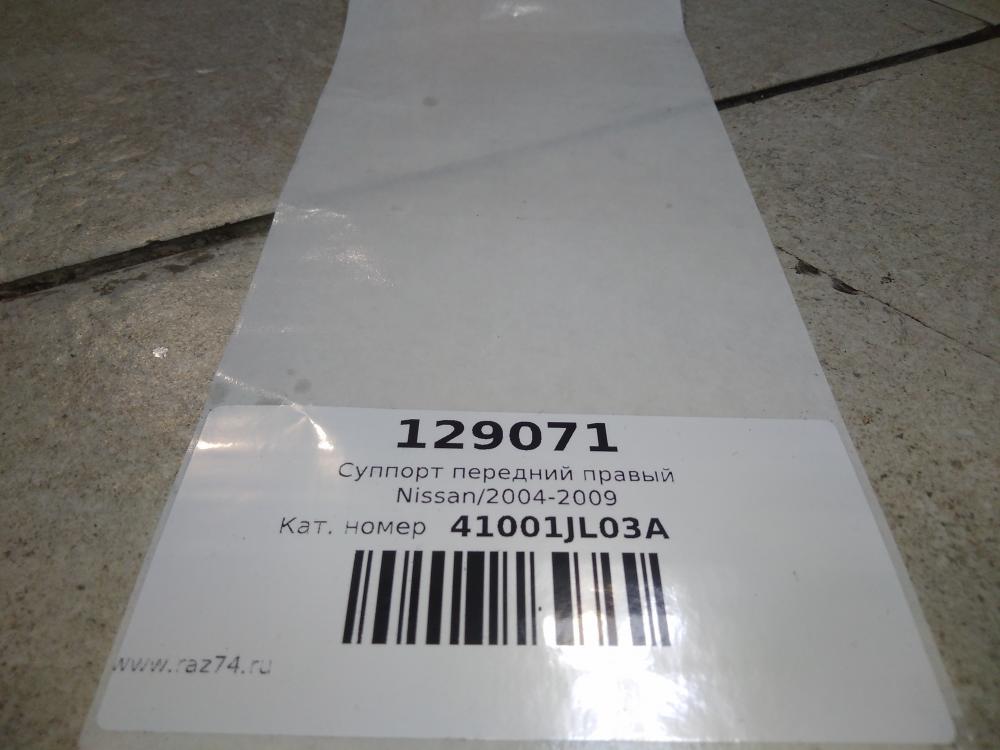 129071
Суппорт передний правый
Nissan/2004-2009
Кат. номер 41001JL03A
www.raz74.ru